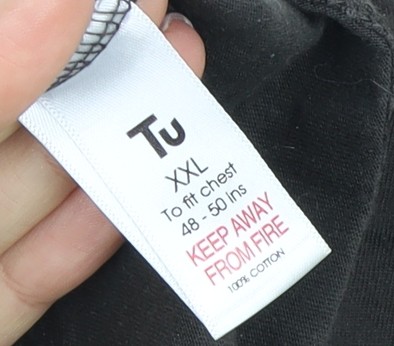 Tu
XXL
To fit chest
48 - 50 ins
KEEP AWAY
FROM FIRE
100% COTTON